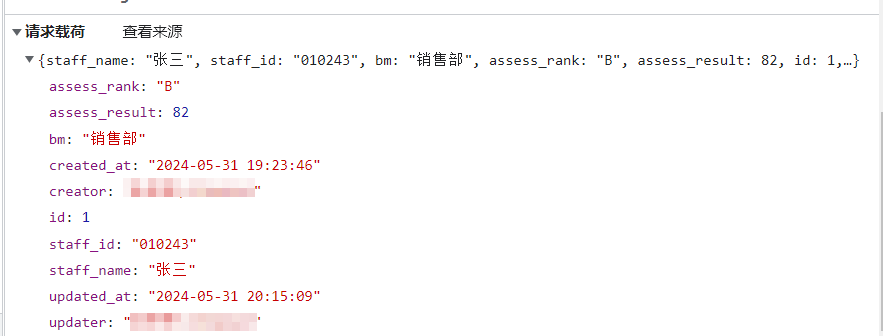 请求载荷 查看来源
{staff_name: "张三", staff_id: "010243", bm: "销售部", assess_rank: "B", assess_result: 82, id: 1,…}
assess_rank: "B"
assess_result: 82
bm: "销售部"
created_at: "2024-05-31 19:23:46"
creator: "
id: 1
staff_id: "010243"
staff_name: "张三"
updated_at: "2024-05-31 20:15:09"
updater: "